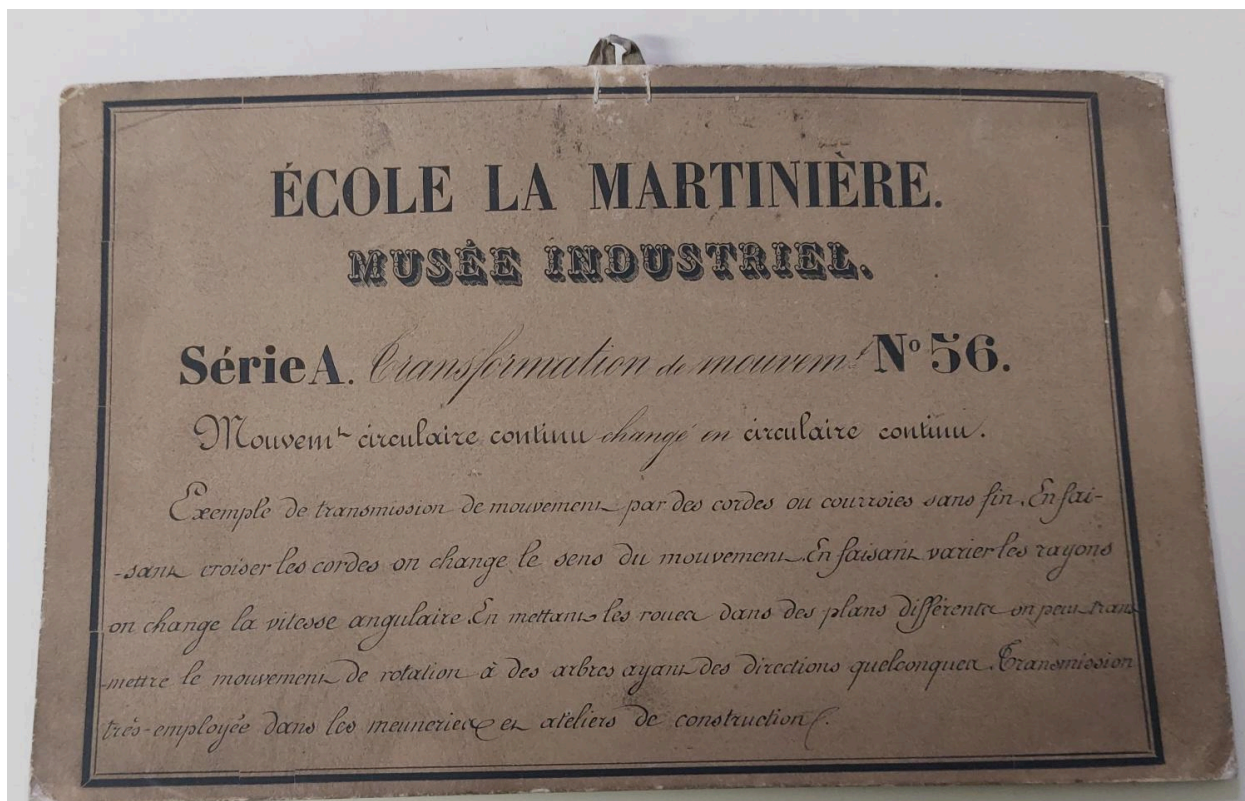 ÉCOLE LA MARTINIÈRE.
MUSÉE INDUSTRIEL.
Série A. Transformation de mouvem.t No 56.
Mouvem.t circulaire continu changé en circulaire continu.
Exemple de transmission de mouvement par des cordes ou courroies sans fin. En fai-
-sant croiser les cordes on change le sens du mouvement. En faisant varier les rayons
on change la vitesse angulaire. En mettant les roues dans des plans différents on peut trans
-mettre le mouvement de rotation à des arbres ayant des directions quelconques. Transmission
très-employée dans les meuneries et ateliers de construction.